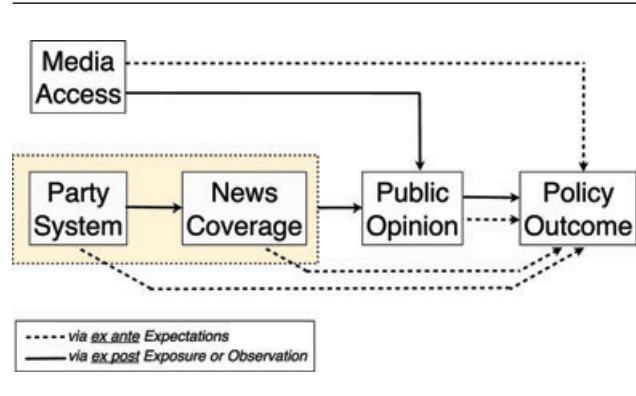 Media
Access
Party
System
News
Coverage
Public
Opinion
Policy
Outcome
via ex ante Expectations
via ex post Exposure or Observation